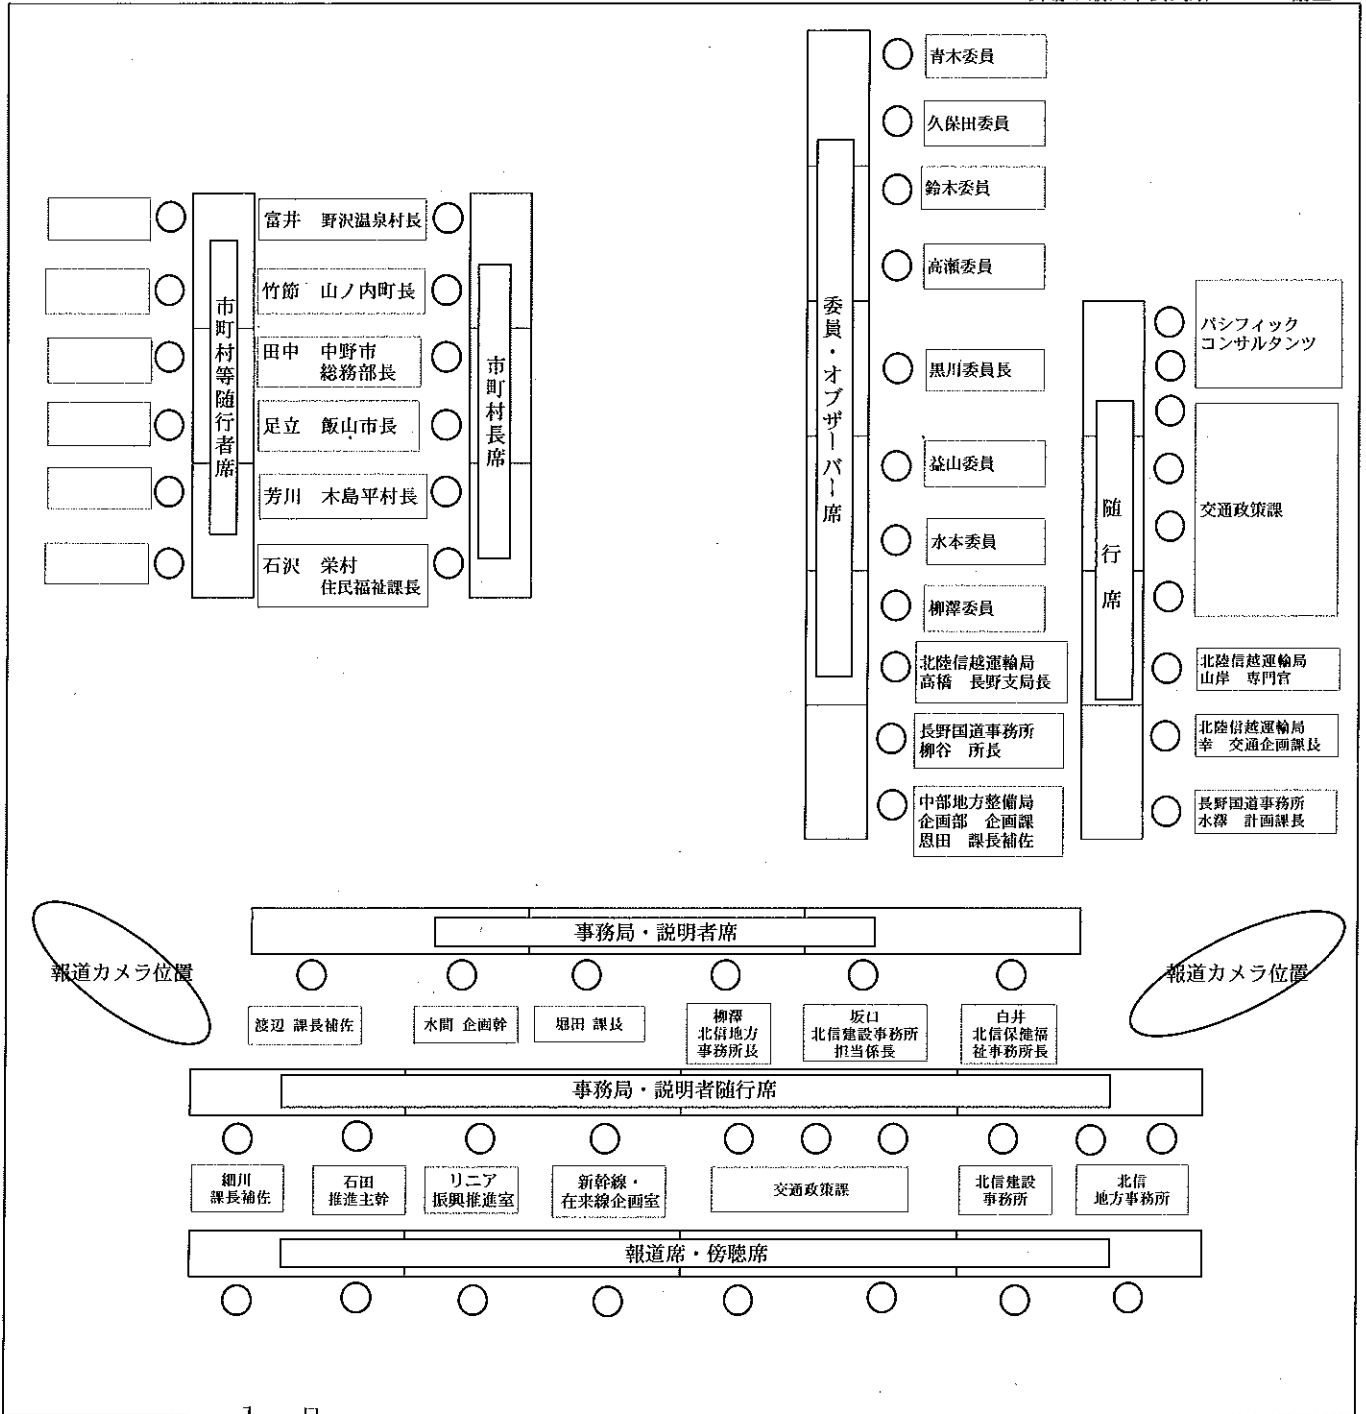 青木委員
久保田委員
鈴木委員
高瀬委員
黒川委員長
益山委員
水本委員
柳澤委員
北陸信越運輸局
高橋　長野支局長
長野国道事務所
柳谷　所長
中部地方整備局
企画部　企画課
恩田　課長補佐
委員・オブザーバー席
市町村等随行者席
富井　野沢温泉村長
竹節　山ノ内町長
田中　中野市
総務部長
足立　飯山市長
芳川　木島平村長
石沢　栄村
住民福祉課長
市町村長席
パシフィック
コンサルタンツ
交通政策課
随行席
北陸信越運輸局
山岸　専門官
北陸信越運輸局
幸　交通企画課長
長野国道事務所
水澤　計画課長
報道カメラ位置
事務局・説明者席
報道カメラ位置
渡辺 課長補佐
水間 企画幹
堀田 課長
柳澤
北信地方
事務所長
坂口
北信建設事務所
担当係長
白井
北信保健福
祉事務所長
事務局・説明者随行席
細川
課長補佐
石田
推進主幹
リニア
振興推進室
新幹線・
在来線企画室
交通政策課
北信建設
事務所
北信
地方事務所
報道席・傍聴席